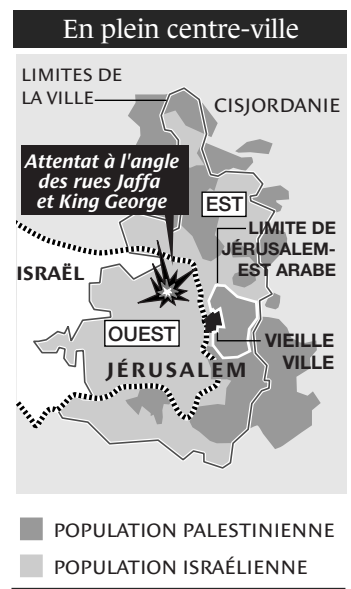 En plein centre-ville
LIMITES DE
LA VILLE
CISJORDANIE
Attentat à l'angle
des rues Jaffa
et King George
EST
LIMITE DE
JÉRUSALEM-
EST ARABE
ISRAËL
OUEST
VIEILLE
VILLE
JÉRUSALEM
POPULATION PALESTINIENNE
POPULATION ISRAÉLIENNE